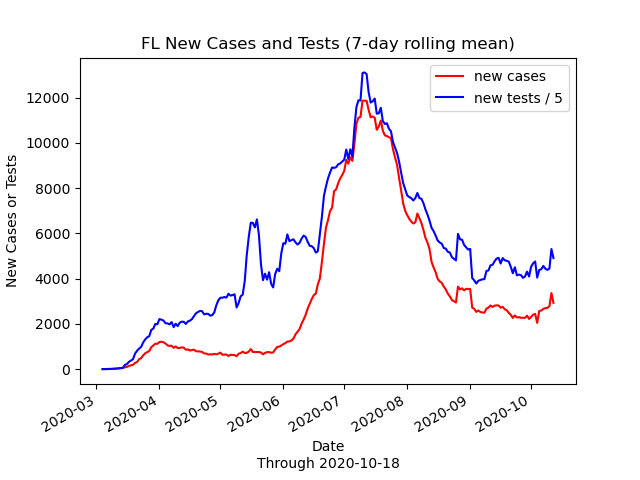 FL New Cases and Tests (7-day rolling mean)
new cases
new tests / 5
12000
10000
8000
6000
4000
2000
0
New Cases or Tests
2020-03
2020-04
2020-05
2020-06
2020-07
2020-08
2020-09
2020-10
Date
Through 2020-10-18